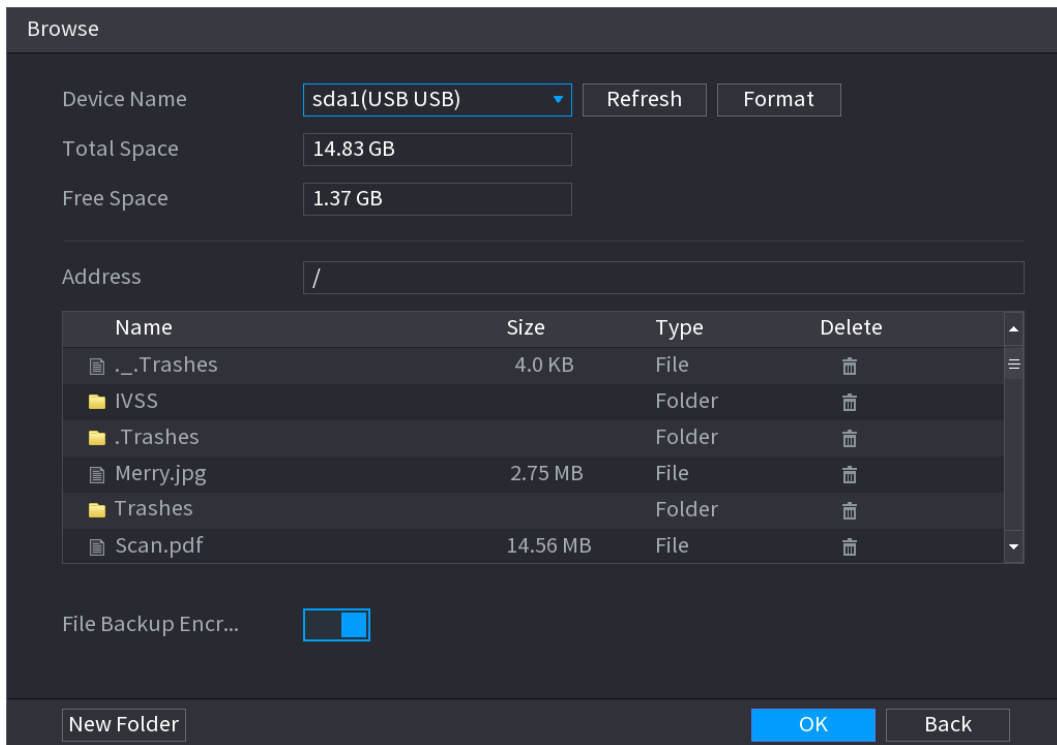 Browse
Device Name sda1(USB USB) Refresh Format
Total Space 14.83 GB
Free Space 1.37 GB
Address /
Name Size Type Delete
._.Trashes 4.0 KB File
IVSS Folder
.Trashes Folder
Merry.jpg 2.75 MB File
Trashes Folder
Scan.pdf 14.56 MB File
File Backup Encr...
New Folder OK Back